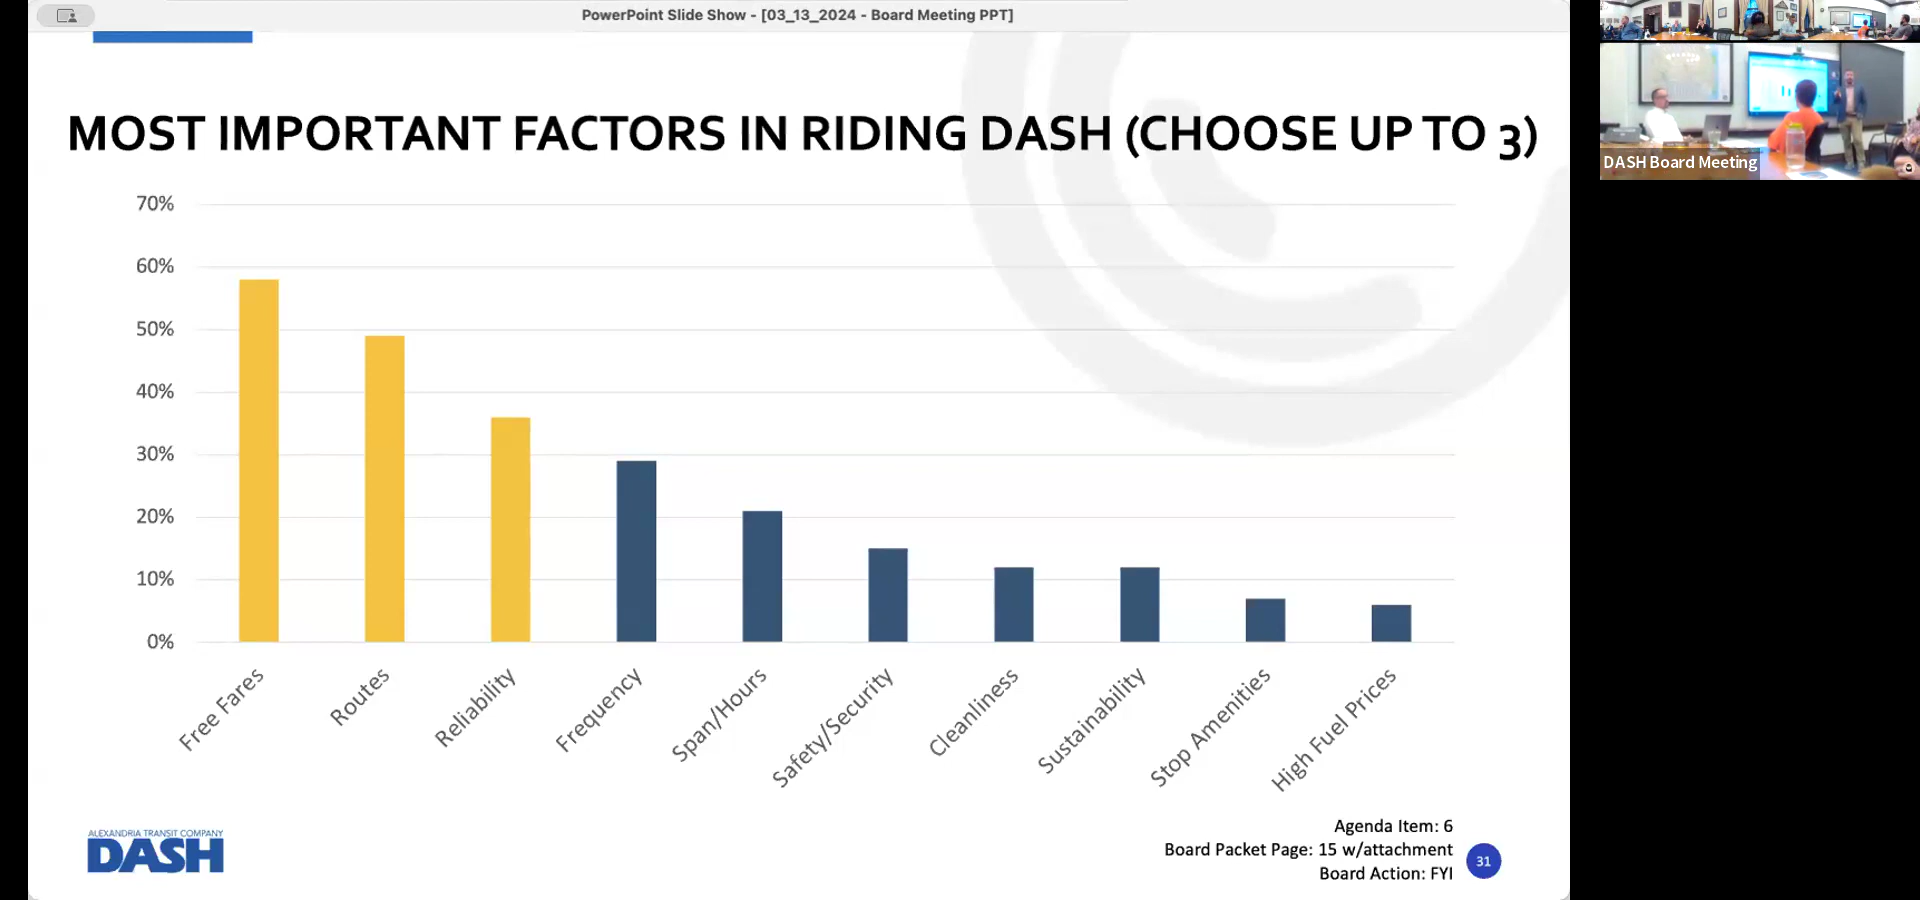 PowerPoint Slide Show - [03_13_2024 - Board Meeting PPT]
MOST IMPORTANT FACTORS IN RIDING DASH (CHOOSE UP TO 3)
70%
60%
50%
40%
30%
20%
10%
0%
Free Fares
Routes
Reliability
Frequency
Span/Hours
Safety/Security
Cleanliness
Sustainability
Stop Amenities
High Fuel Prices
ALEXANDRIA TRANSIT COMPANY
DASH
Agenda Item: 6
Board Packet Page: 15 w/attachment
Board Action: FYI
31
DASH Board Meeting